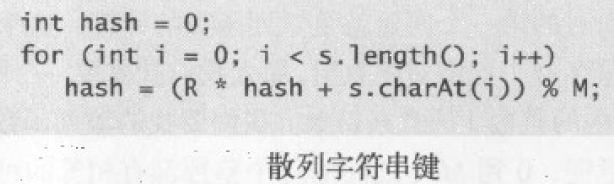 int hash = 0;
for (int i = 0; i < s.length(); i++)
hash = (R * hash + s.charAt(i)) % M;
散列字符串键